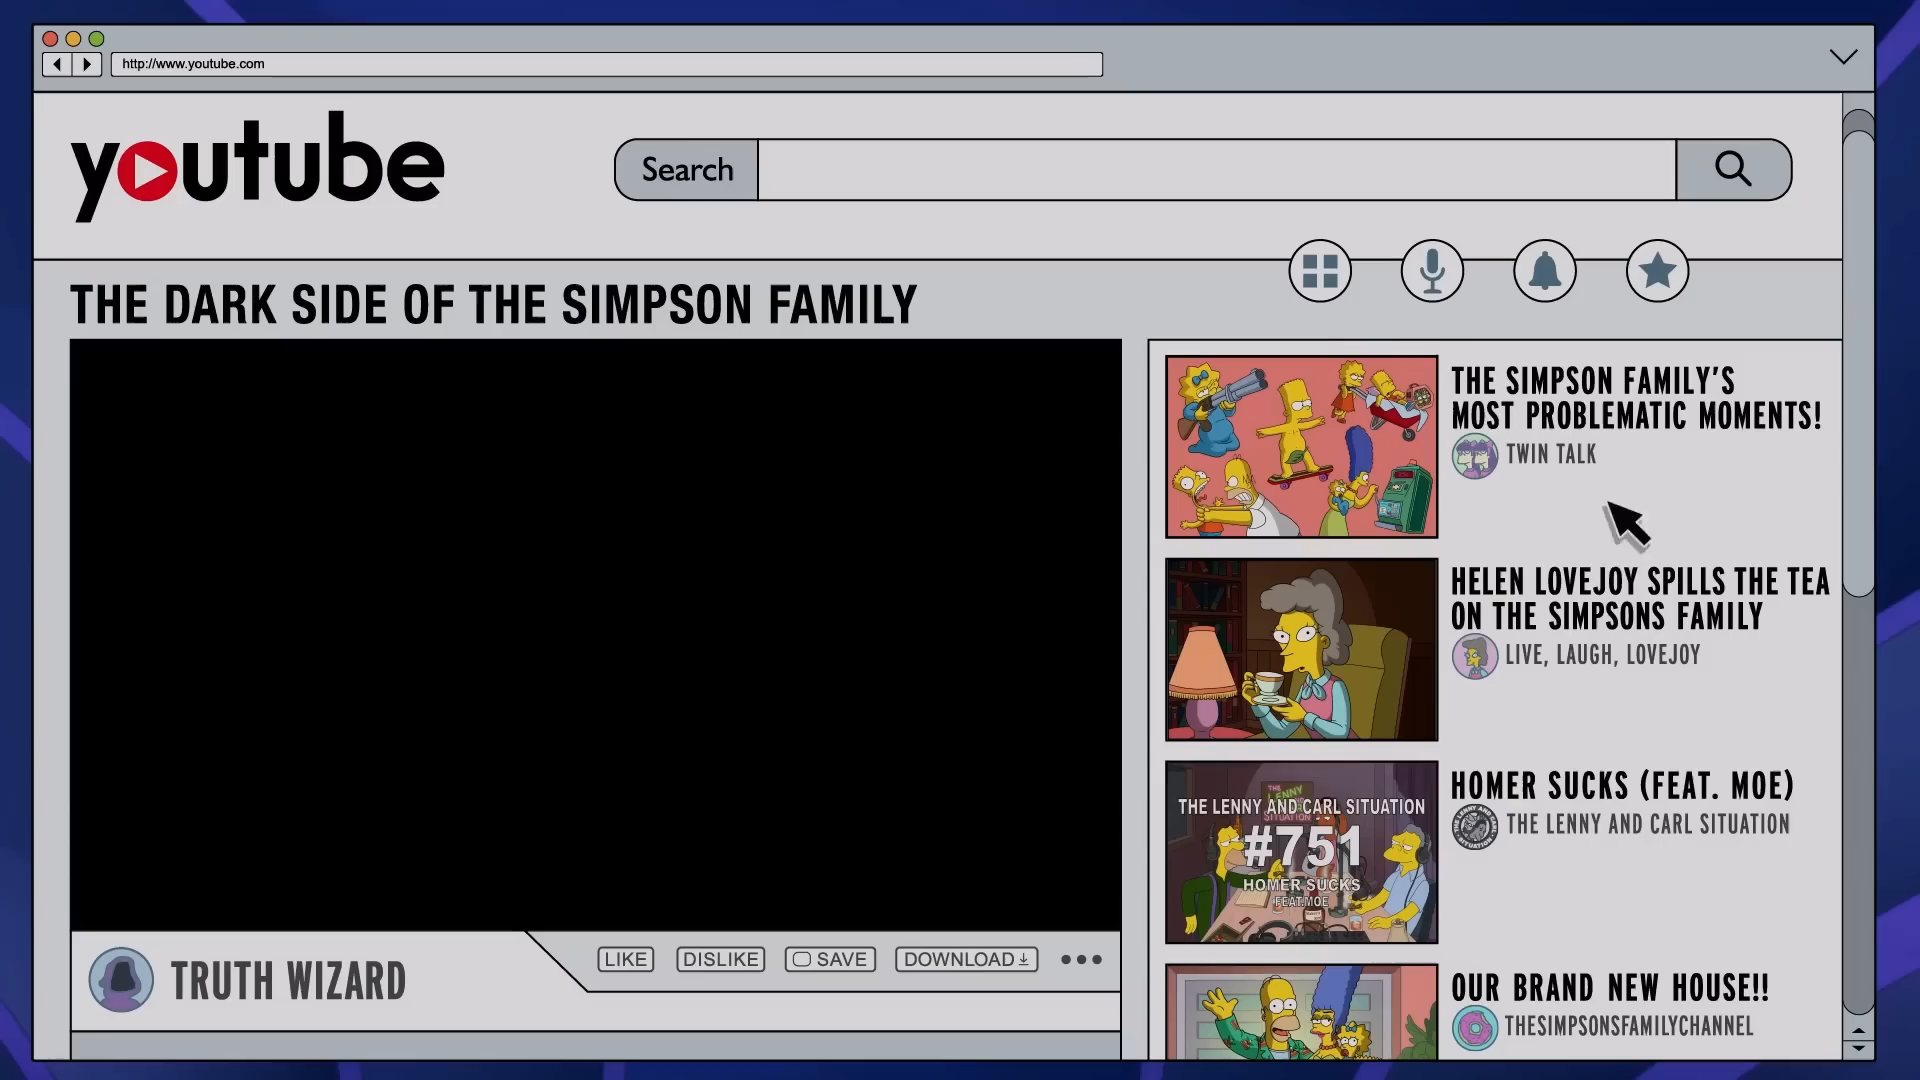 http://www.youtube.com
youtube
Search
THE DARK SIDE OF THE SIMPSON FAMILY
THE SIMPSON FAMILY'S
MOST PROBLEMATIC MOMENTS!
TWIN TALK
HELEN LOVEJOY SPILLS THE TEA
ON THE SIMPSONS FAMILY
LIVE, LAUGH, LOVEJOY
THE LENNY AND CARL SITUATION
#751
HOMER SUCKS
FEAT.MOE
HOMER SUCKS (FEAT. MOE)
THE LENNY AND CARL SITUATION
OUR BRAND NEW HOUSE!!
THESIMPSONSFAMILYCHANNEL
TRUTH WIZARD
LIKE
DISLIKE
SAVE
DOWNLOAD